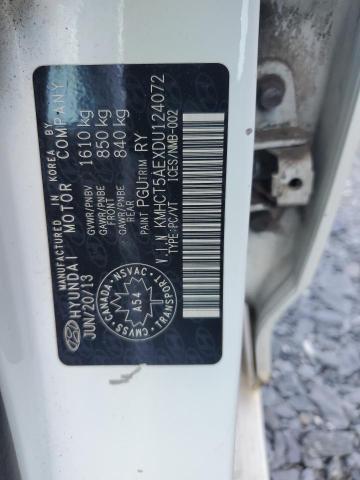 MANUFACTURED IN KOREA BY
HYUNDAI MOTOR COMPANY
JUN/20/13
GVWR/PNBV 1610 kg
GAWR/PNBE FRONT 850 kg
GAWR/PNBE REAR 840 kg
PAINT PGU TRIM RY
V.I.N KMHCT5AEXDU124072
TYPE:PC/VT ICES/NMB-002
CANADA NSVAC
A54
CMVSS TRANSPORT